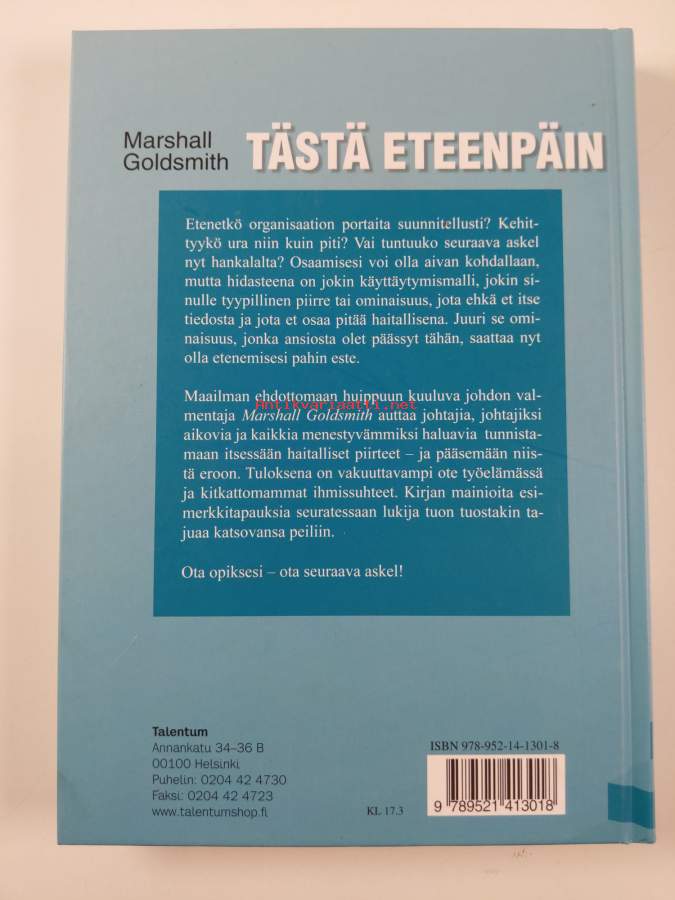 Marshall
Goldsmith
TÄSTÄ ETEENPÄIN
Etenetkö organisaation portaita suunnitellusti? Kehit-
tyykö ura niin kuin piti? Vai tuntuuko seuraava askel
nyt hankalalta? Osaamisesi voi olla aivan kohdallaan,
mutta hidasteena on jokin käyttäytymismalli, jokin si-
nulle tyypillinen piirre tai ominaisuus, jota ehkä et itse
tiedosta ja jota et osaa pitää haitallisena. Juuri se omi-
naisuus, jonka ansiosta olet päässyt tähän, saattaa nyt
olla etenemisesi pahin este.
Maailman ehdottomaan huippuun kuuluva johdon val-
Antikvariaatti.net
mentaja Marshall Goldsmith auttaa johtajia, johtajiksi
aikovia ja kaikkia menestyvämmiksi haluavia tunnista-
maan itsessään haitalliset piirteet – ja pääsemään niis-
tä eroon. Tuloksena on vakuuttavampi ote työelämässä
ja kitkattomammat ihmissuhteet. Kirjan mainioita esi-
merkkitapauksia seuratessaan lukija tuon tuostakin ta-
juaa katsovansa peiliin.
Ota opiksesi – ota seuraava askel!
Talentum
Annankatu 34–36 B
00100 Helsinki
Puhelin: 0204 42 4730
Faksi: 0204 42 4723
www.talentumshop.fi
KL 17.3
ISBN 978-952-14-1301-8
9 789521 413018